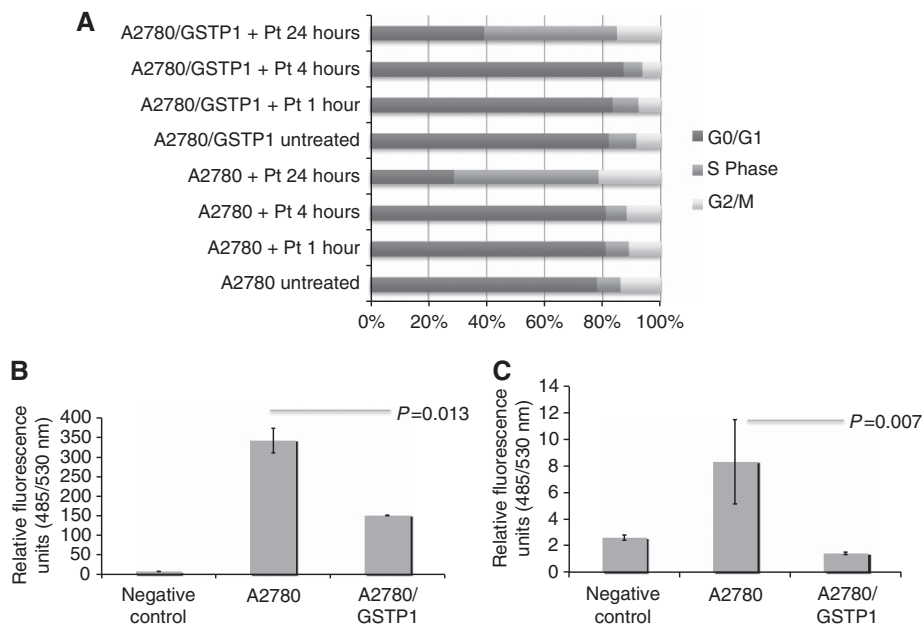 A
A2780/GSTP1 + Pt 24 hours
A2780/GSTP1 + Pt 4 hours
A2780/GSTP1 + Pt 1 hour
A2780/GSTP1 untreated
A2780 + Pt 24 hours
A2780 + Pt 4 hours
A2780 + Pt 1 hour
A2780 untreated
0% 20% 40% 60% 80% 100%
G0/G1
S Phase
G2/M
B
Relative fluorescence
units (485/530 nm)
400
350
300
250
200
150
100
50
0
P=0.013
Negative
control
A2780
A2780/
GSTP1
C
Relative fluorescence
units (485/530 nm)
14
12
10
8
6
4
2
0
P=0.007
Negative
control
A2780
A2780/
GSTP1